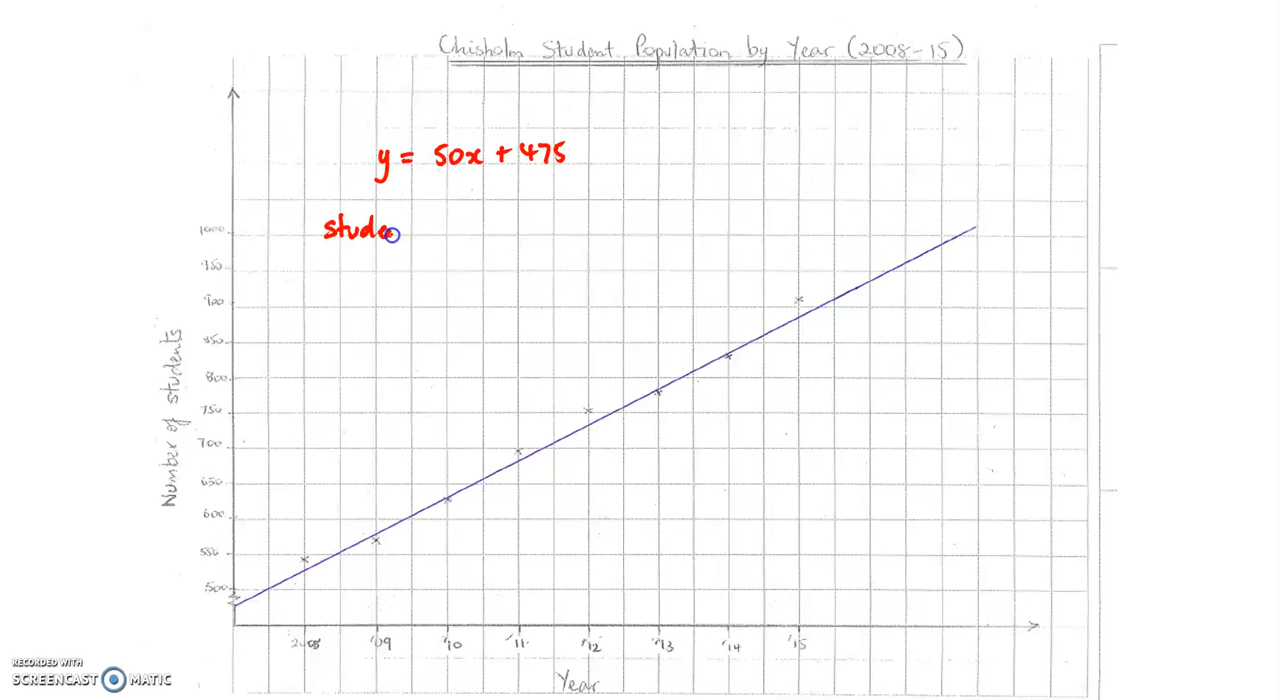 Chisholm Student Population by Year (2008-15)
y = 50x + 475
stude
1000
950
900
850
800
750
700
650
600
550
500
Number of students
2008 '09 '10 '11 '12 '13 '14 '15
Year
RECORDED WITH
SCREENCAST MATIC